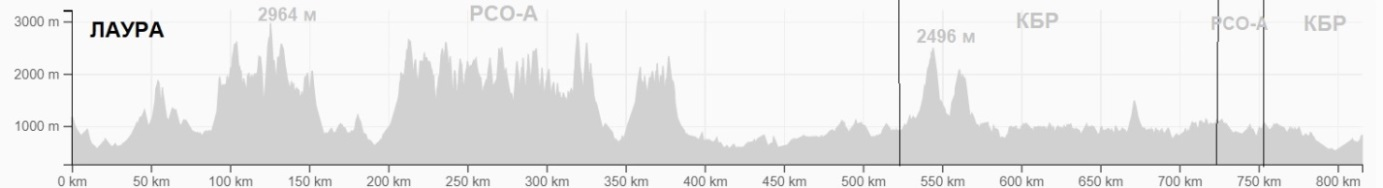 3000 m
2000 m
1000 m
ЛАУРА
2964 м
РСО-А
2496 м
КБР
РСО-А
КБР
0 km
50 km
100 km
150 km
200 km
250 km
300 km
350 km
400 km
450 km
500 km
550 km
600 km
650 km
700 km
750 km
800 km